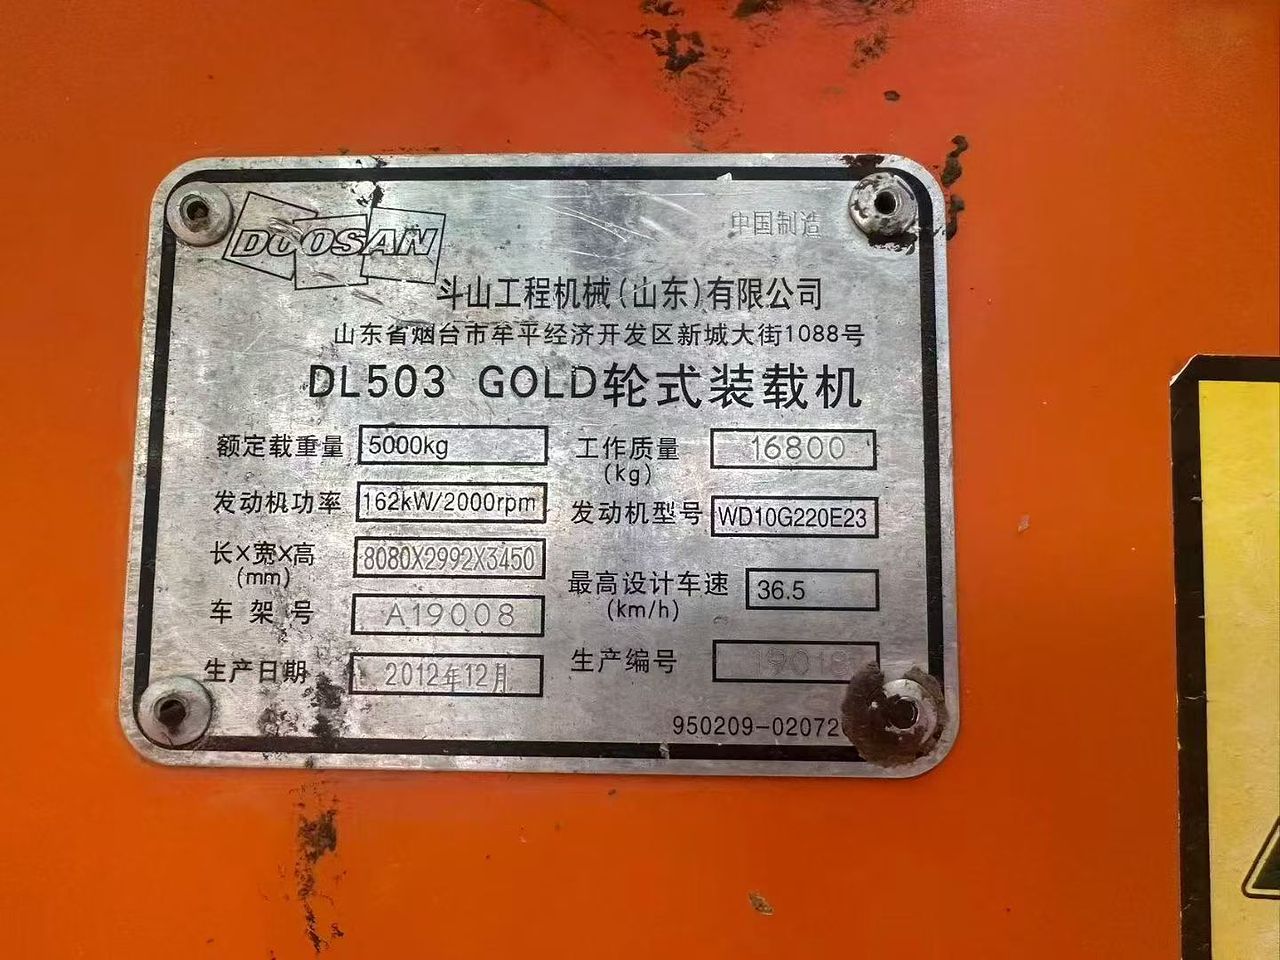 DOOSAN
中国制造
斗山工程机械(山东)有限公司
山东省烟台市牟平经济开发区新城大街1088号
DL503 GOLD轮式装载机
额定载重量 5000kg 工作质量(kg) 16800
发动机功率 162kW/2000rpm 发动机型号 WD10G220E23
长X宽X高(mm) 8080X2992X3450 最高设计车速(km/h) 36.5
车架号 A19008
生产日期 2012年12月 生产编号
950209-02072